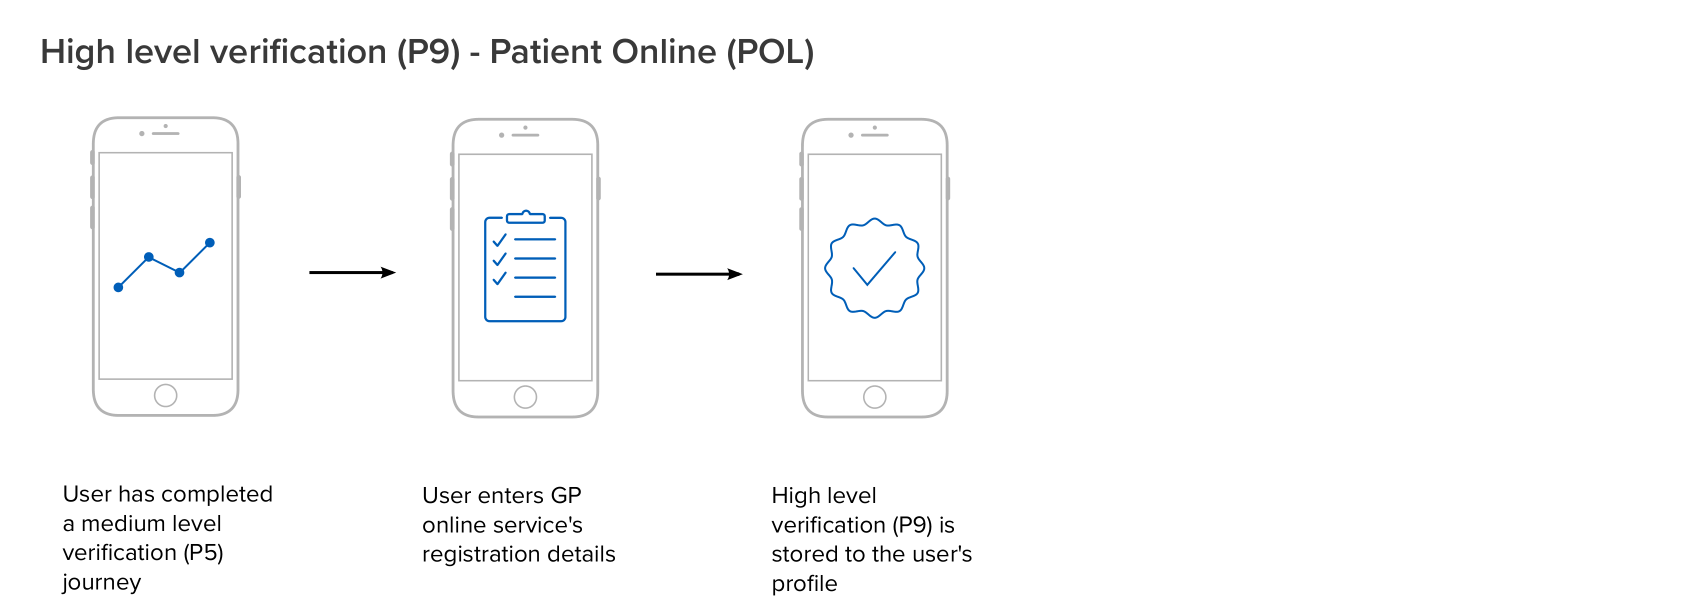 High level verification (P9) - Patient Online (POL)
User has completed
a medium level
verification (P5)
journey
User enters GP
online service's
registration details
High level
verification (P9) is
stored to the user's
profile